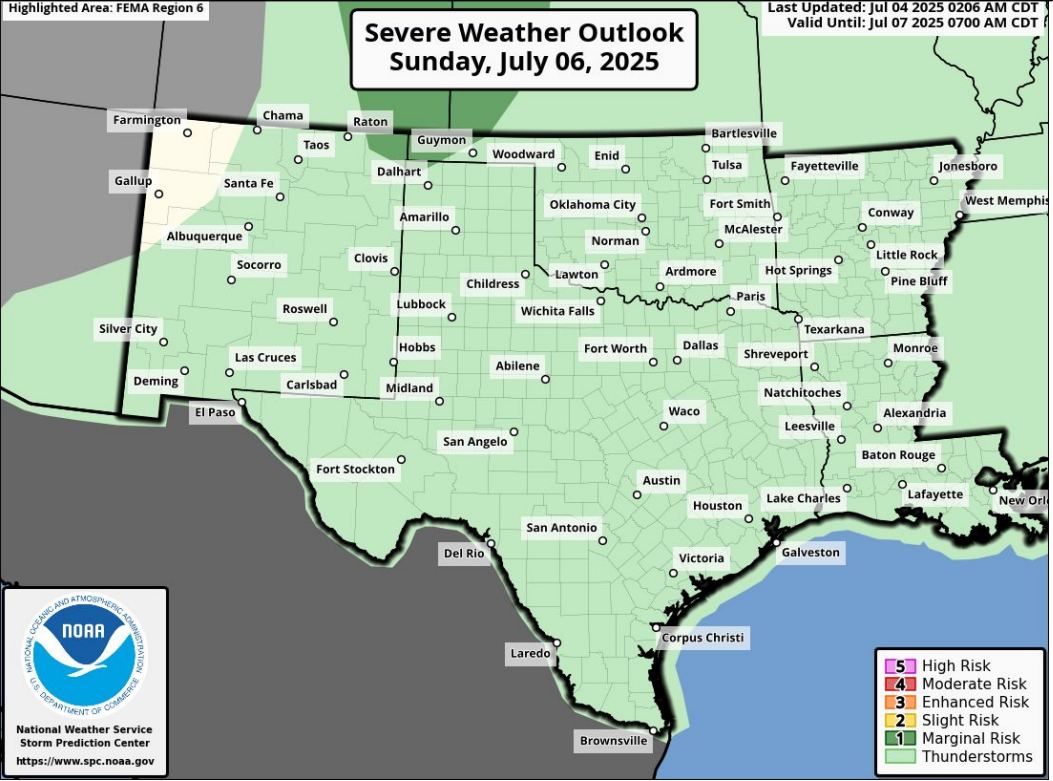 Highlighted Area: FEMA Region 6
Severe Weather Outlook
Sunday, July 06, 2025
Last Updated: Jul 04 2025 0206 AM CDT
Valid Until: Jul 07 2025 0700 AM CDT
Farmington
Chama
Raton
Guymon
Bartlesville
Taos
Woodward
Enid
Tulsa
Fayetteville
Jonesboro
Dalhart
Gallup
Santa Fe
Oklahoma City
Fort Smith
West Memphis
Amarillo
Conway
Albuquerque
Norman
McAlester
Socorro
Clovis
Childress
Lawton
Ardmore
Hot Springs
Little Rock
Pine Bluff
Roswell
Lubbock
Wichita Falls
Paris
Silver City
Texarkana
Las Cruces
Hobbs
Abilene
Fort Worth
Dallas
Shreveport
Monroe
Deming
Carlsbad
Midland
Natchitoches
El Paso
Waco
Leesville
Alexandria
San Angelo
Baton Rouge
Fort Stockton
Austin
Houston
Lake Charles
Lafayette
New Orl
Del Rio
San Antonio
Victoria
Galveston
Corpus Christi
Laredo
Brownsville
NATIONAL OCEANIC AND ATMOSPHERIC ADMINISTRATION
NOAA
U.S. DEPARTMENT OF COMMERCE
National Weather Service
Storm Prediction Center
https://www.spc.noaa.gov
5 High Risk
4 Moderate Risk
3 Enhanced Risk
2 Slight Risk
1 Marginal Risk
Thunderstorms